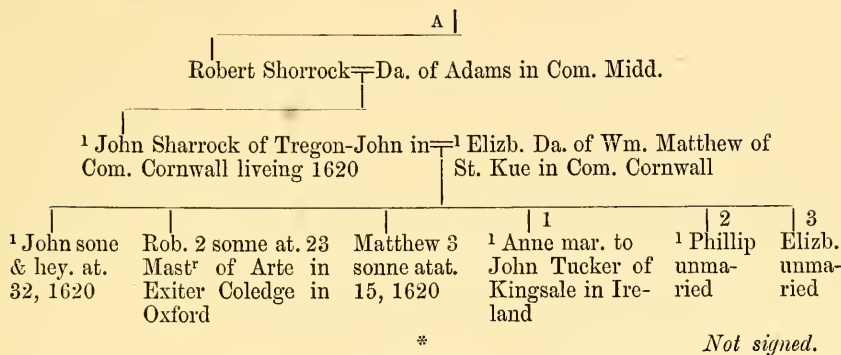 A
Robert Shorrock Da. of Adams in Com. Midd.
¹ John Sharrock of Tregon-John in
Com. Cornwall liveing 1620
¹ Elizb. Da. of Wm. Matthew of
St. Kue in Com. Cornwall
¹ John sone
& hey. at.
32, 1620
Rob. 2 sonne at. 23
Mastʳ of Arte in
Exiter Coledge in
Oxford
Matthew 3
sonne atat.
15, 1620
1
¹ Anne mar. to
John Tucker of
Kingsale in Ire-
land
2
¹ Phillip
unma-
ried
3
Elizb.
unma-
ried
*
Not signed.